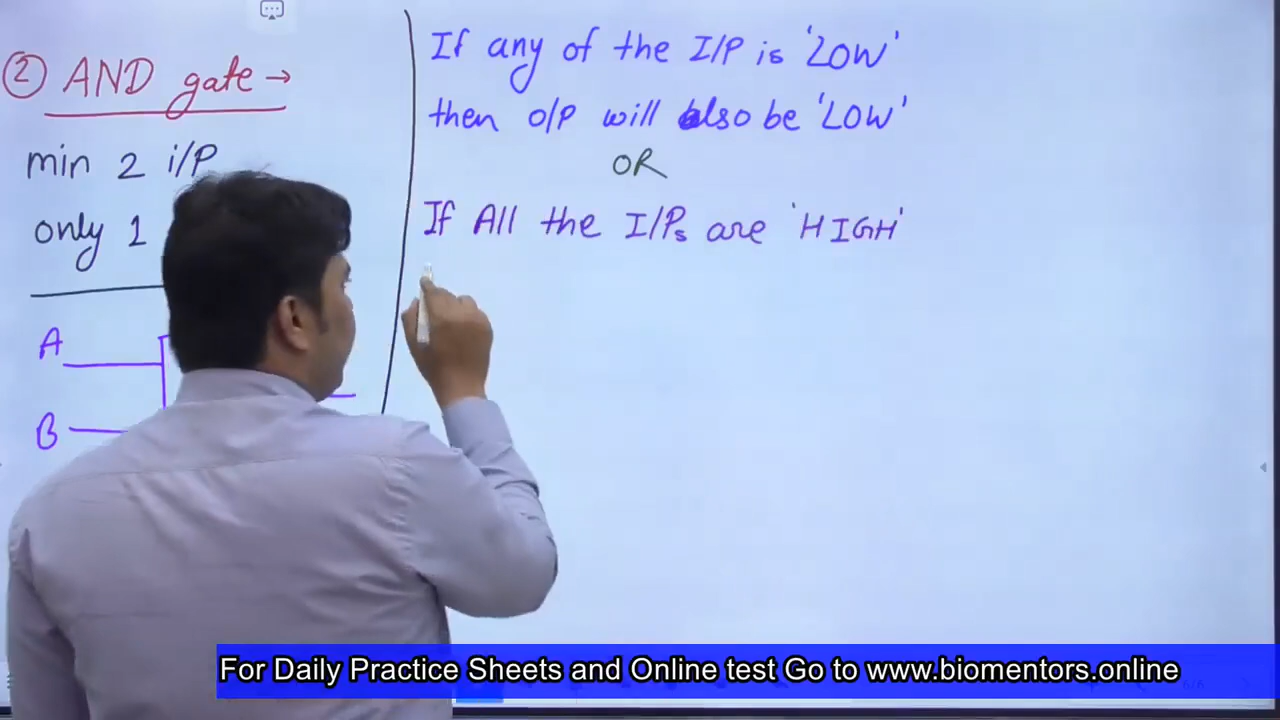 ② AND gate →
min 2 i/P
only 1
A
B
If any of the I/P is 'LOW'
then o/p will also be 'LOW'
OR
If All the I/Ps are 'HIGH'
For Daily Practice Sheets and Online test Go to www.biomentors.online